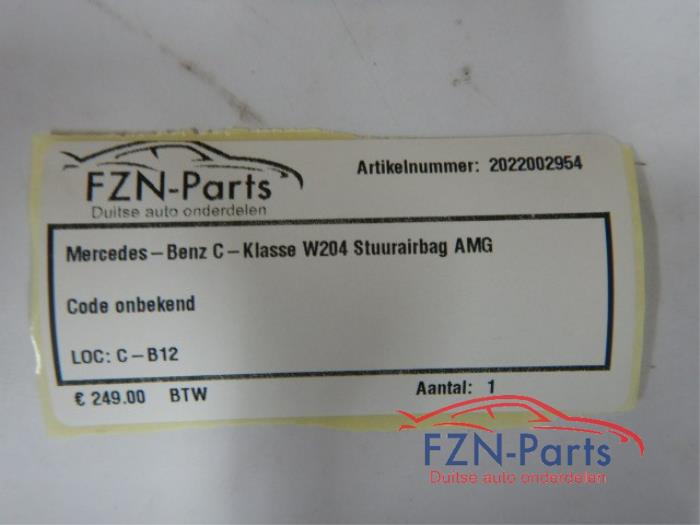 FZN-Parts
Duitse auto onderdelen
Artikelnummer: 2022002954
Mercedes-Benz C-Klasse W204 Stuurairbag AMG
Code onbekend
LOC: C-B12
€ 249.00 BTW
Aantal: 1
FZN-Parts
Duitse auto onderdelen